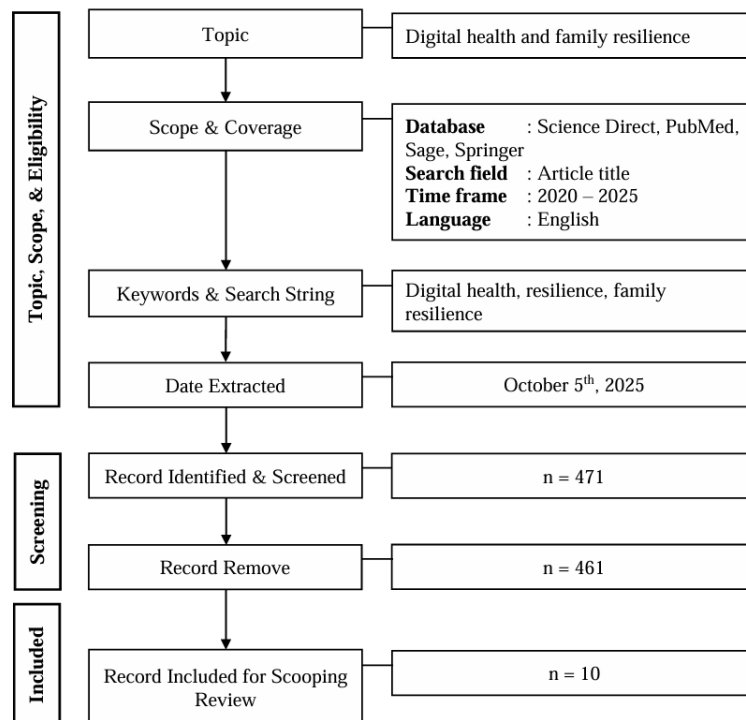 Topic, Scope, & Eligibility
Topic
Digital health and family resilience
Scope & Coverage
Database : Science Direct, PubMed,
Sage, Springer
Search field : Article title
Time frame : 2020 – 2025
Language : English
Keywords & Search String
Digital health, resilience, family
resilience
Date Extracted
October 5th, 2025
Screening
Record Identified & Screened
n = 471
Record Remove
n = 461
Included
Record Included for Scooping
Review
n = 10